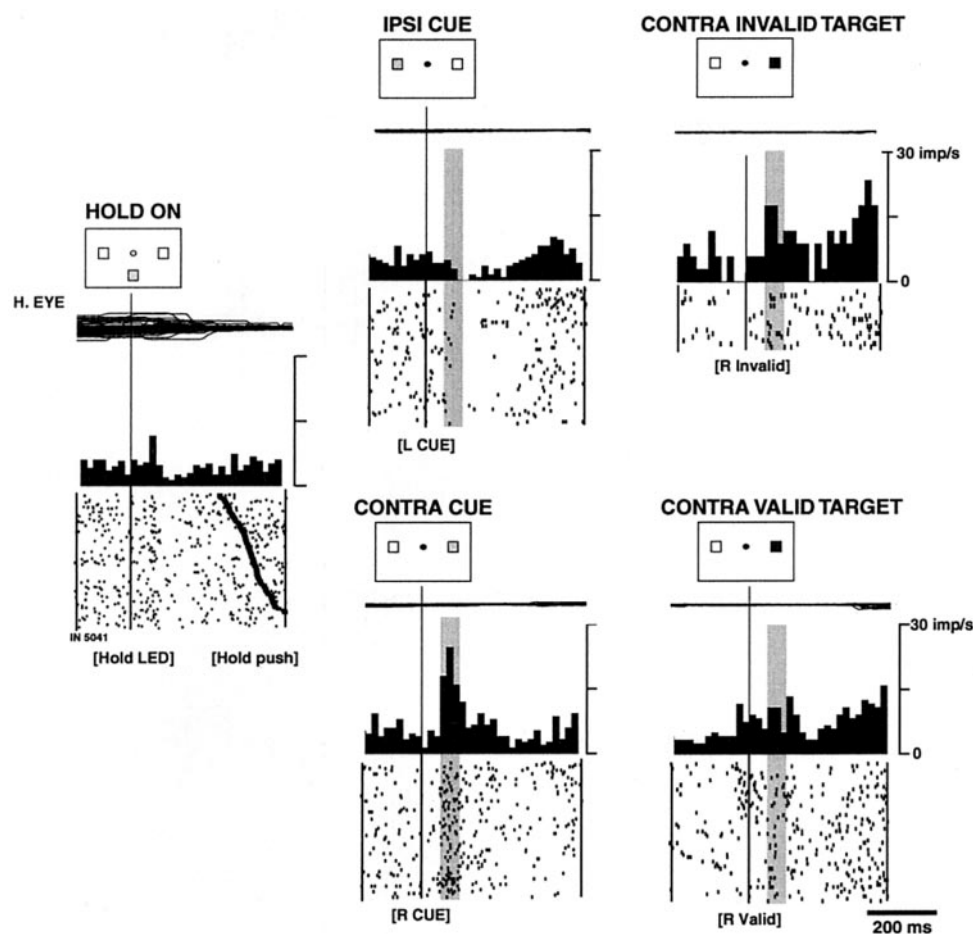 IPSI CUE
CONTRA INVALID TARGET
30 imp/s
0
HOLD ON
H. EYE
[R Invalid]
[L CUE]
CONTRA CUE
CONTRA VALID TARGET
30 imp/s
0
IN 5041
[Hold LED]
[Hold push]
[R CUE]
[R Valid]
200 ms